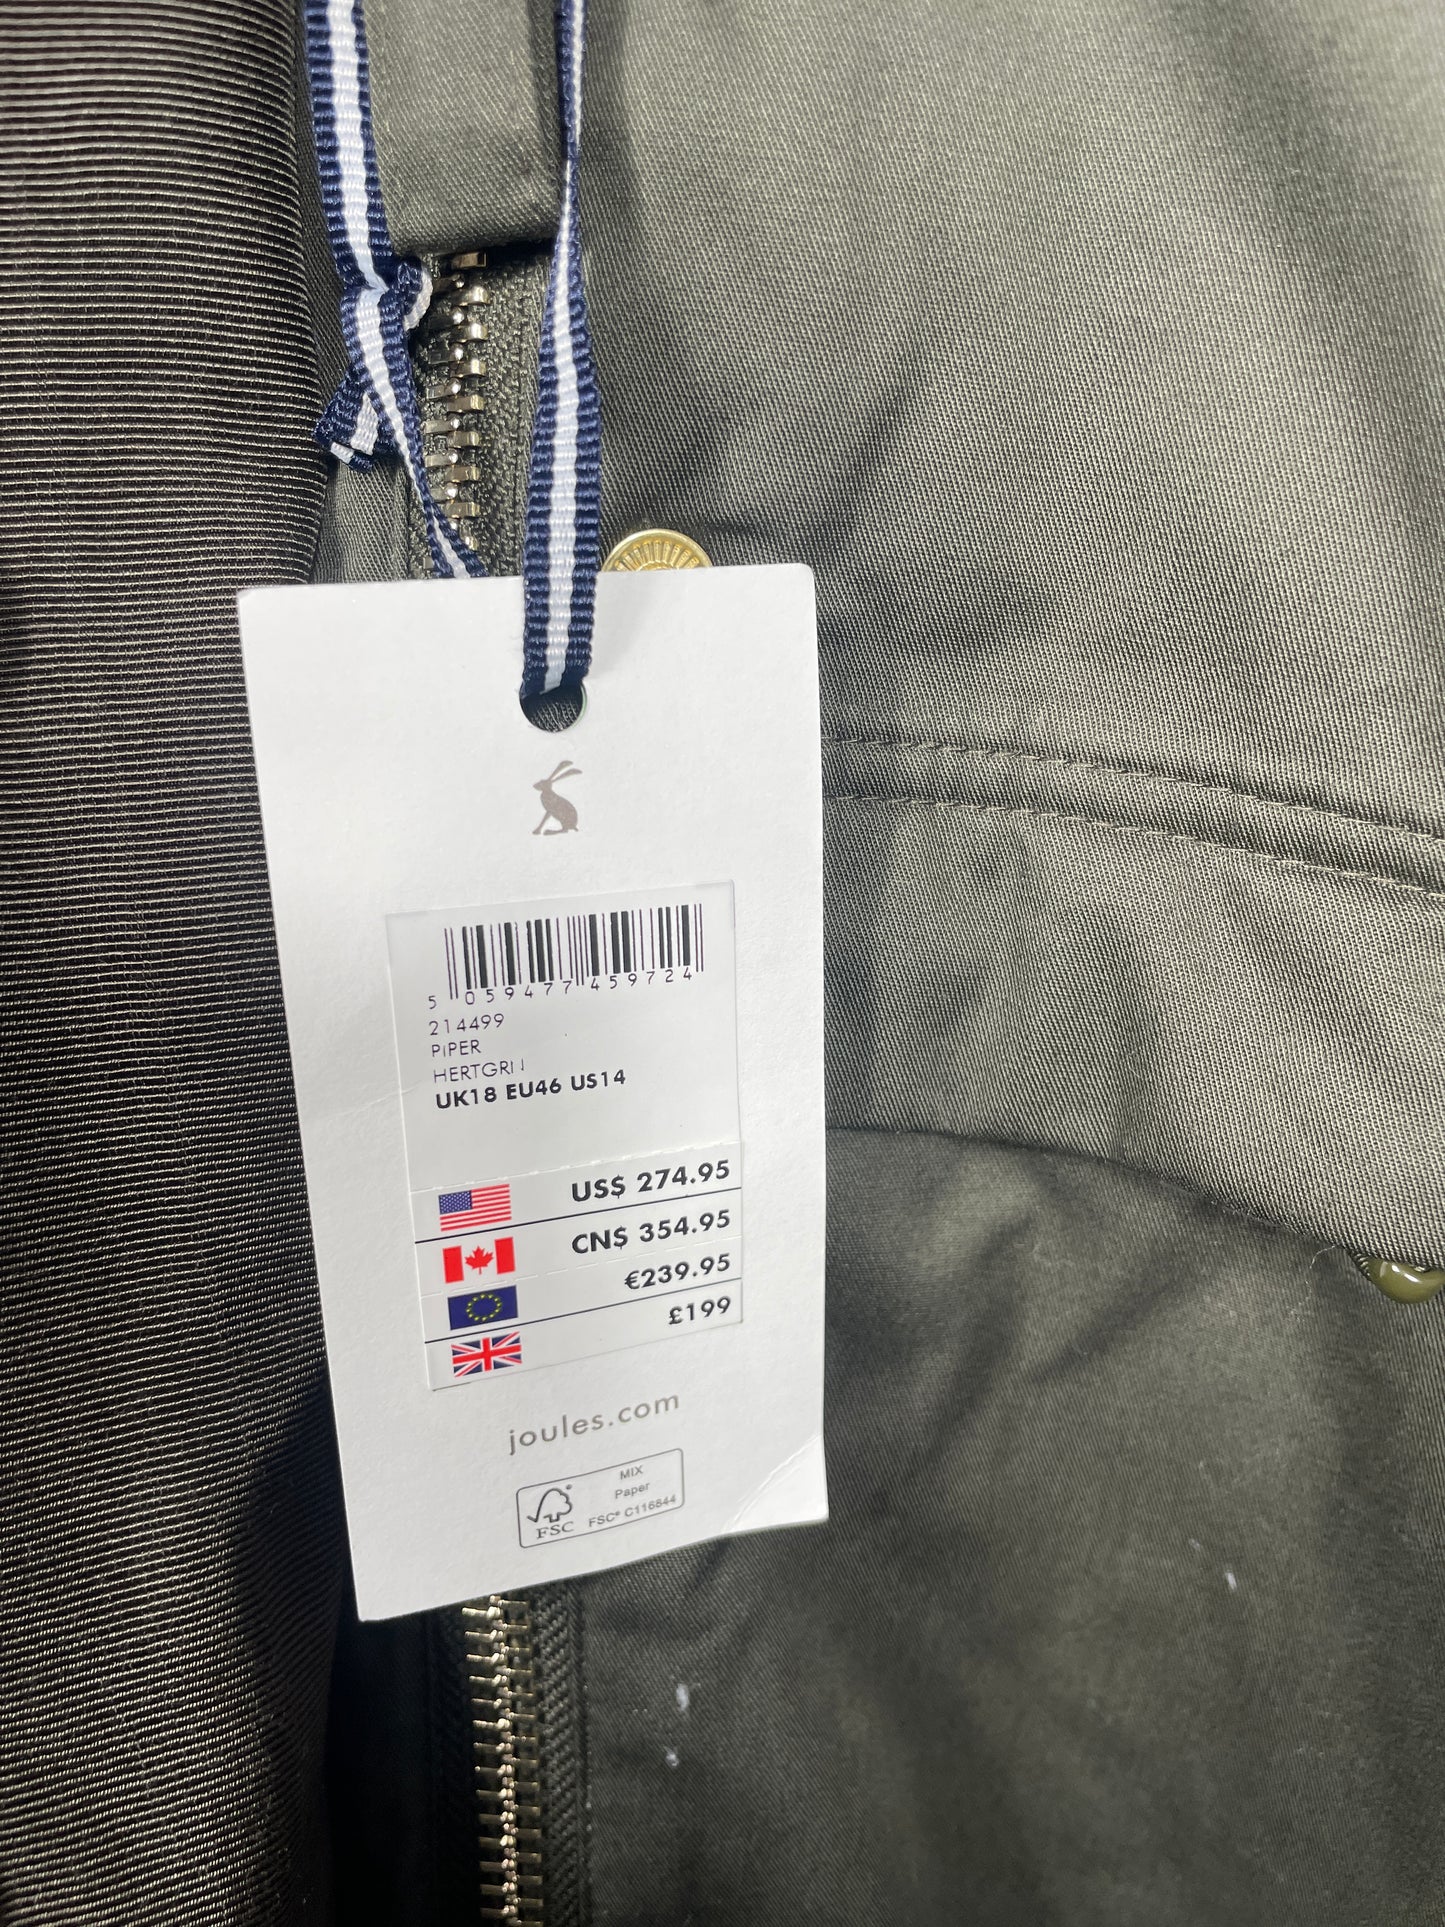 5 059477 459724
214499
PIPER
UK18 EU46 US14
US$ 274.95
CN$ 354.95
€239.95
£199
joules.com
MIX
Paper
FSC® C116844
FSC